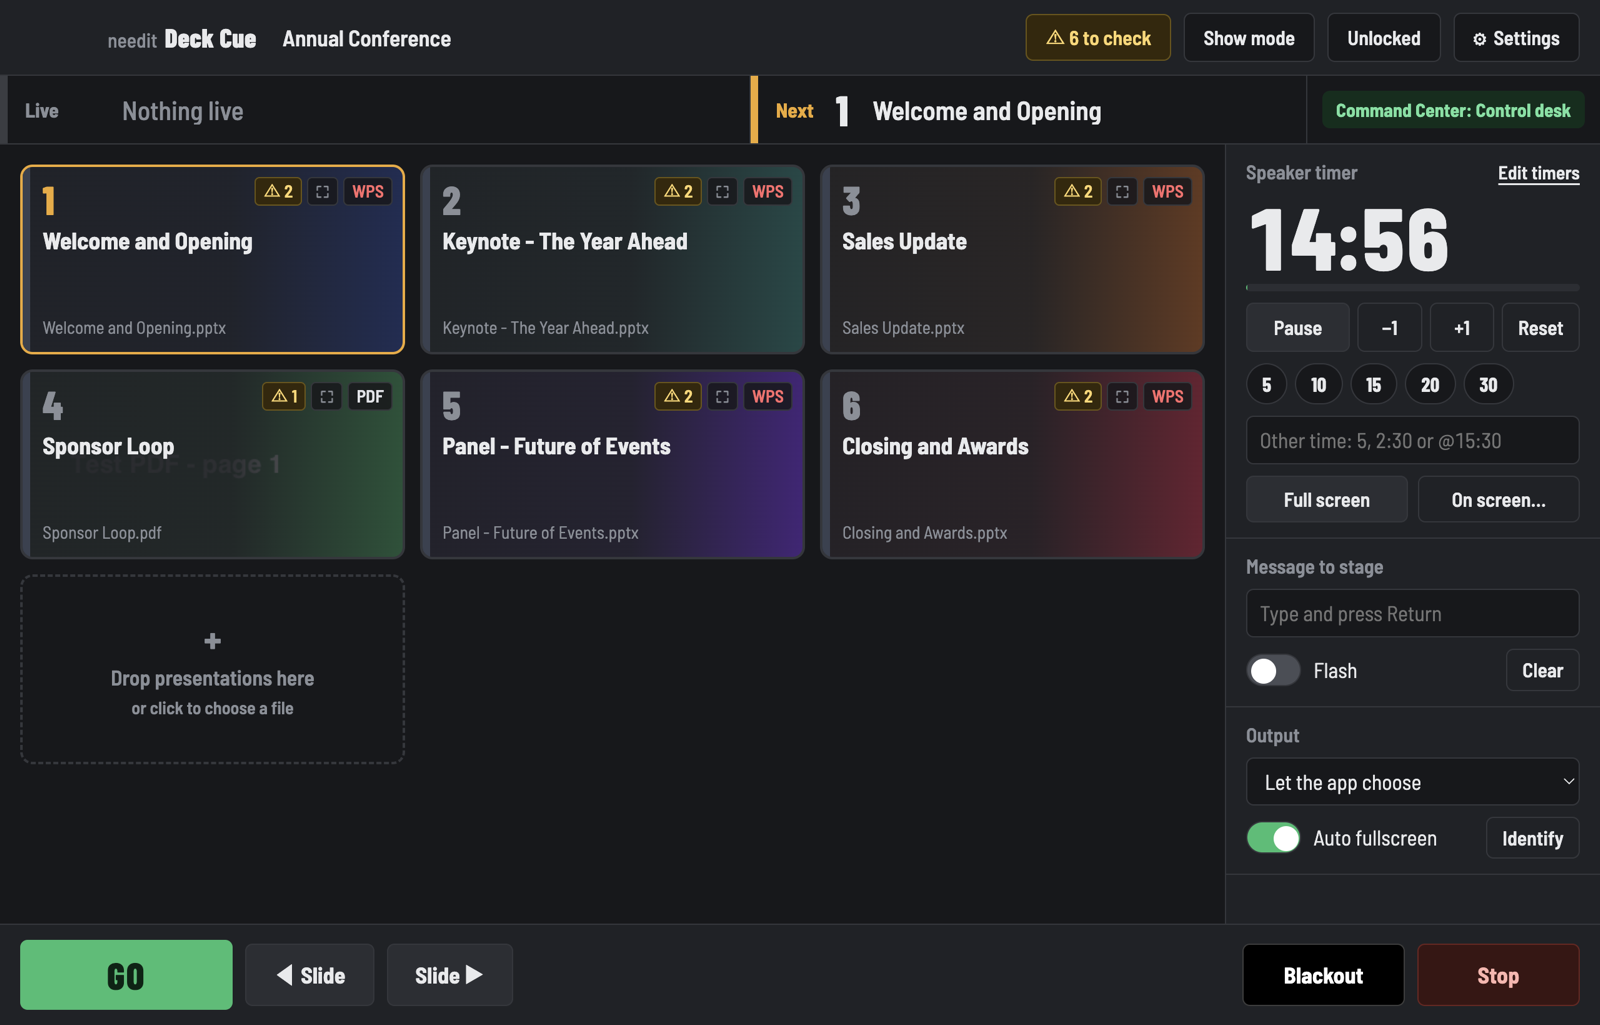 needit Deck Cue Annual Conference
⚠ 6 to check
Show mode
Unlocked
⚙ Settings
Live
Nothing live
Next 1 Welcome and Opening
Command Center: Control desk
1
⚠ 2
WPS
Welcome and Opening
Welcome and Opening.pptx
2
⚠ 2
WPS
Keynote - The Year Ahead
Keynote - The Year Ahead.pptx
3
⚠ 2
WPS
Sales Update
Sales Update.pptx
4
⚠ 1
PDF
Sponsor Loop
Test PDF - page 1
Sponsor Loop.pdf
5
⚠ 2
WPS
Panel - Future of Events
Panel - Future of Events.pptx
6
⚠ 2
WPS
Closing and Awards
Closing and Awards.pptx
+
Drop presentations here
or click to choose a file
Speaker timer
Edit timers
14:56
Pause
−1
+1
Reset
5
10
15
20
30
Other time: 5, 2:30 or @15:30
Full screen
On screen...
Message to stage
Type and press Return
Flash
Clear
Output
Let the app choose
Auto fullscreen
Identify
GO
◀ Slide
Slide ▶
Blackout
Stop